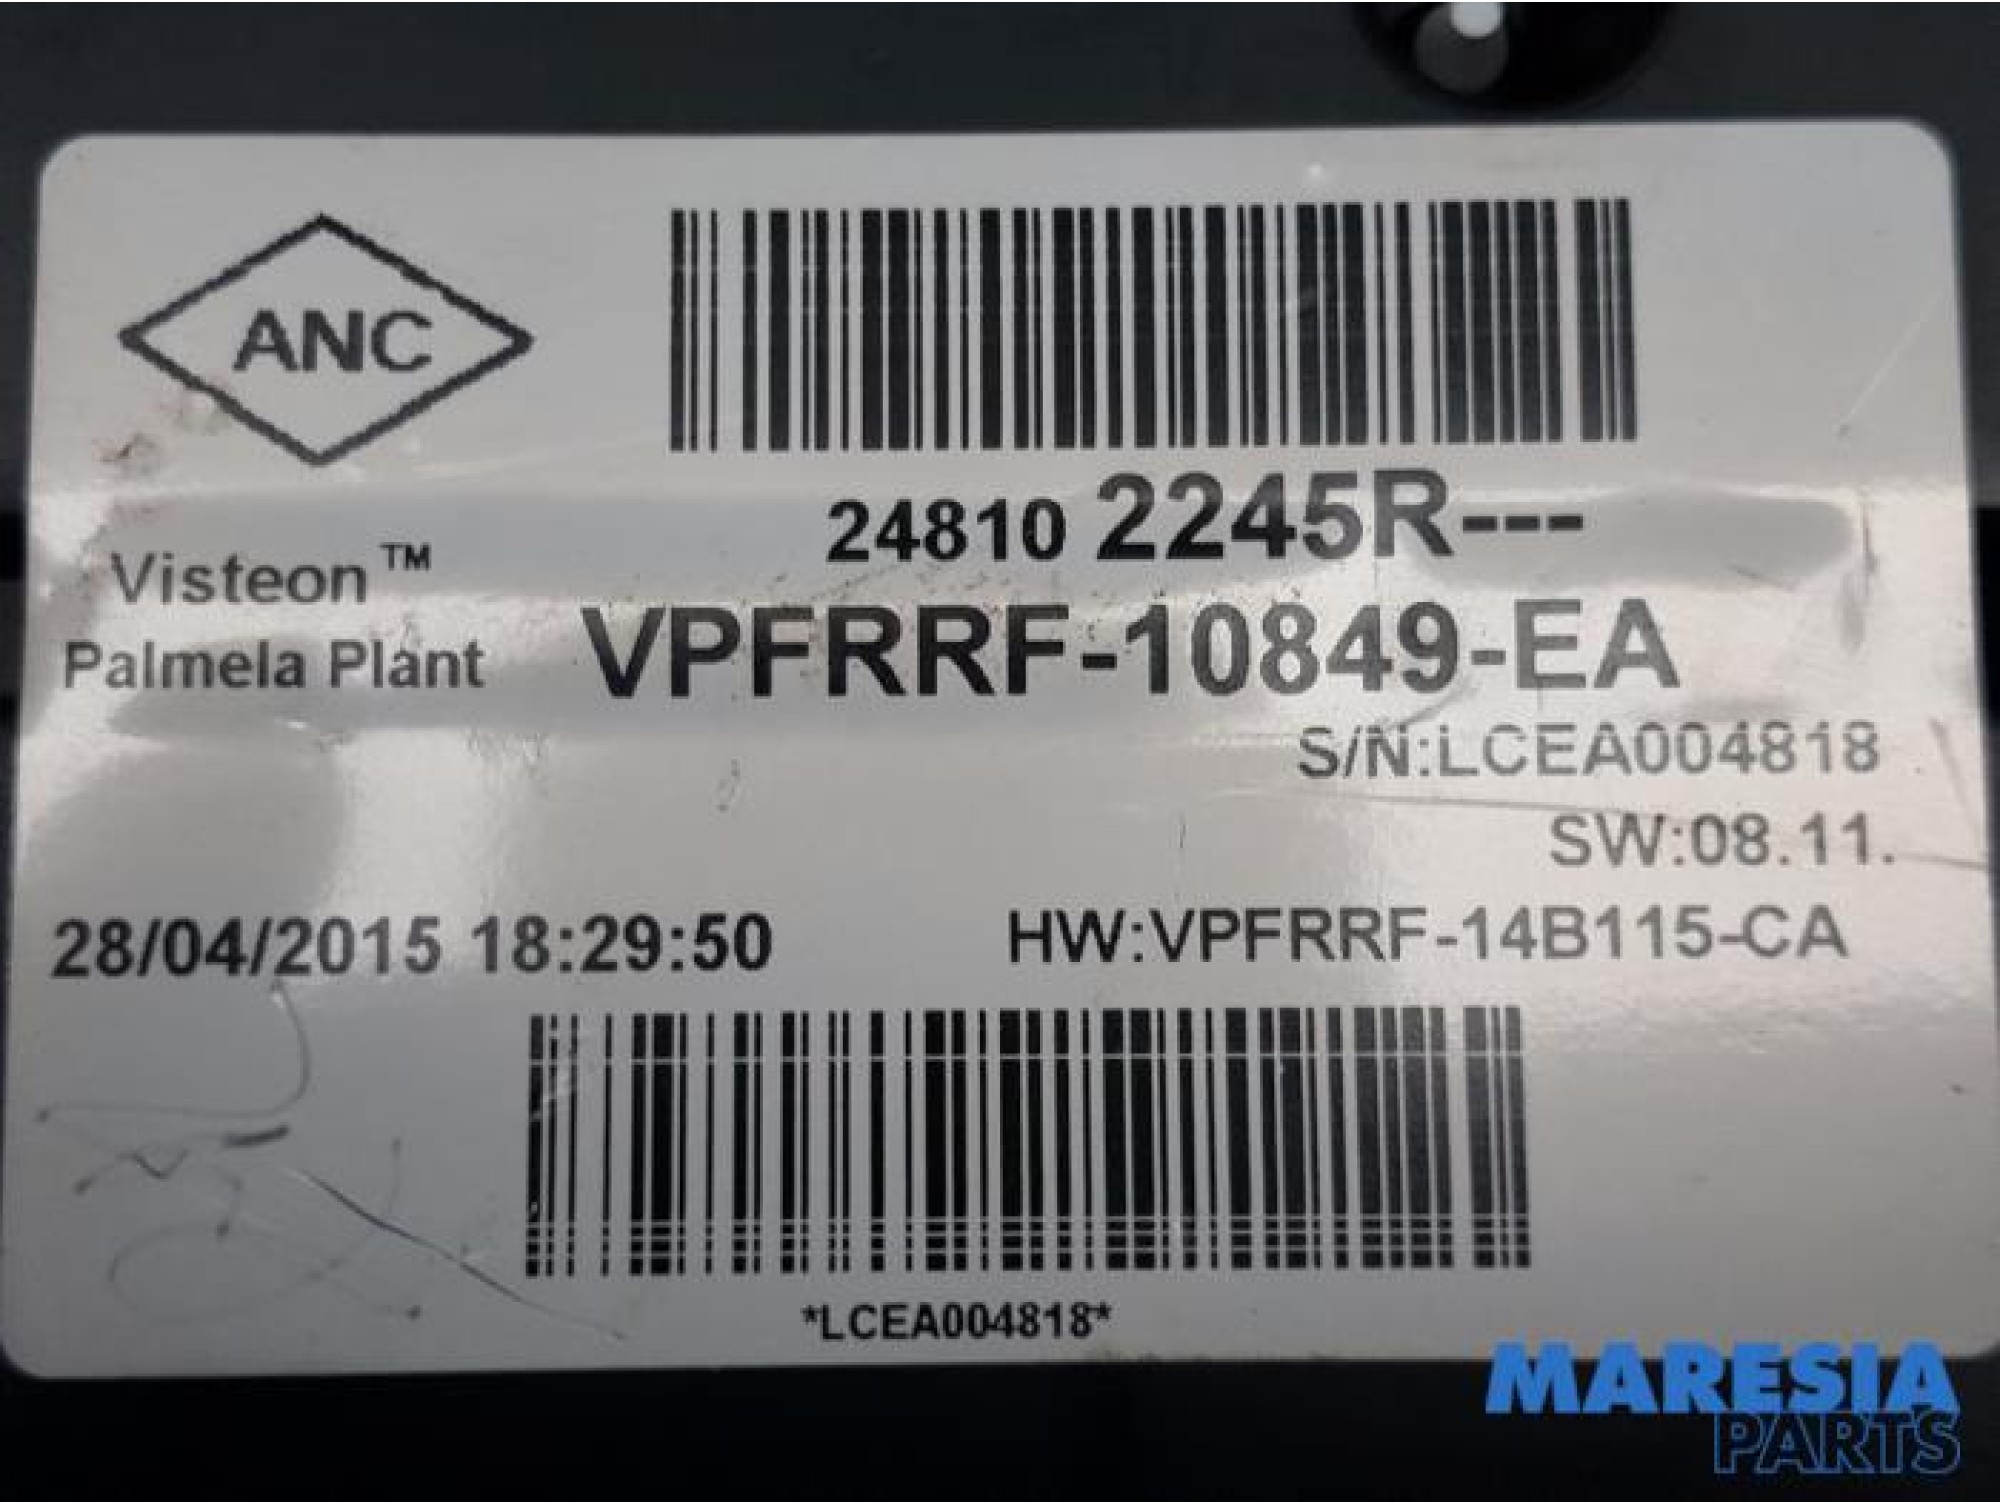 ANC
24810 2245R---
Visteon™
Palmela Plant
VPFRRF-10849-EA
S/N:LCEA004818
SW:08.11.
28/04/2015 18:29:50
HW:VPFRRF-14B115-CA
*LCEA004818*
MARESIA
PARTS